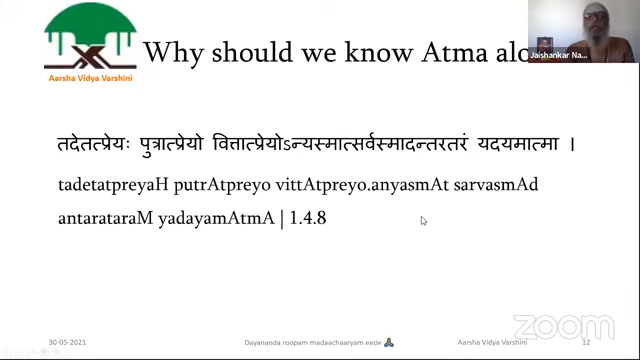 Aarsha Vidya Varshini
Why should we know Atma alo
Jaishankar Na...
तदेतत्प्रेयः पुत्रात्प्रेयो वित्तात्प्रेयोऽन्यस्मात्सर्वस्मादन्तरतरं यदयमात्मा ।
tadetatpreyaH putrAtpreyo vittAtpreyo.anyasmAt sarvasmAd
antarataraM yadayamAtmA | 1.4.8
zoom
30-05-2021
Dayananda roopam madaachaaryam eede 🙏
Aarsha Vidya Varshini
12